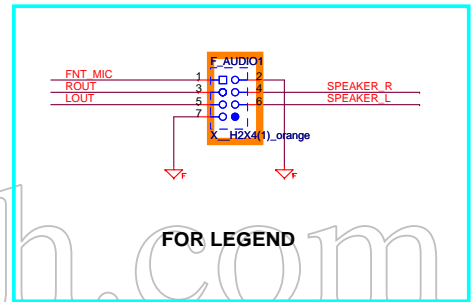 F_AUDIO1
FNT_MIC 1 2
ROUT 3 4 SPEAKER_R
LOUT 5 6 SPEAKER_L
7
X__H2X4(1)_orange
F F
FOR LEGEND
h.com